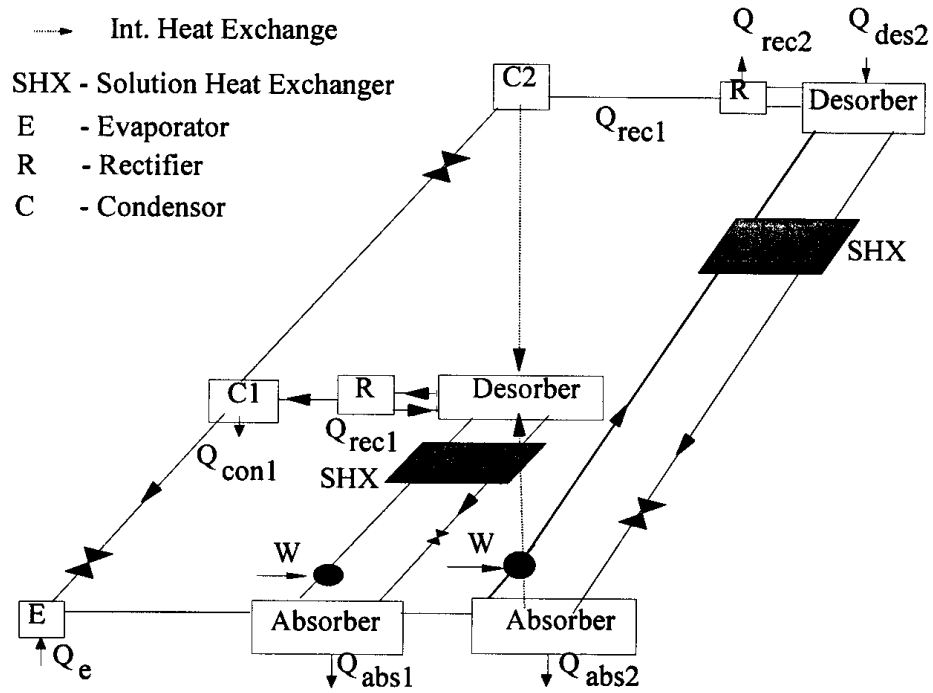 Int. Heat Exchange
SHX - Solution Heat Exchanger
E - Evaporator
R - Rectifier
C - Condensor
Q rec2
Q des2
C2
R
Desorber
Q rec1
SHX
C1
R
Desorber
Q con1
Q rec1
SHX
W
W
E
Absorber
Absorber
Q e
Q abs1
Q abs2